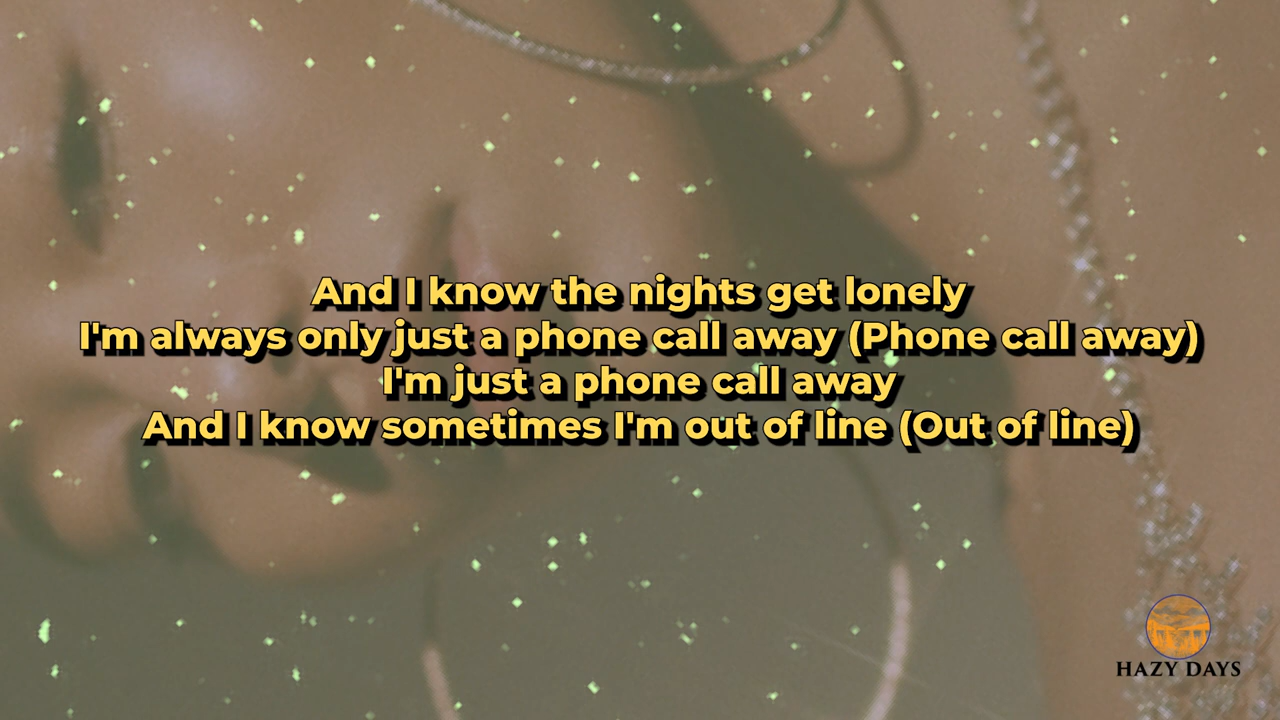 And I know the nights get lonely
I'm always only just a phone call away (Phone call away)
I'm just a phone call away
And I know sometimes I'm out of line (Out of line)
HAZY DAYS